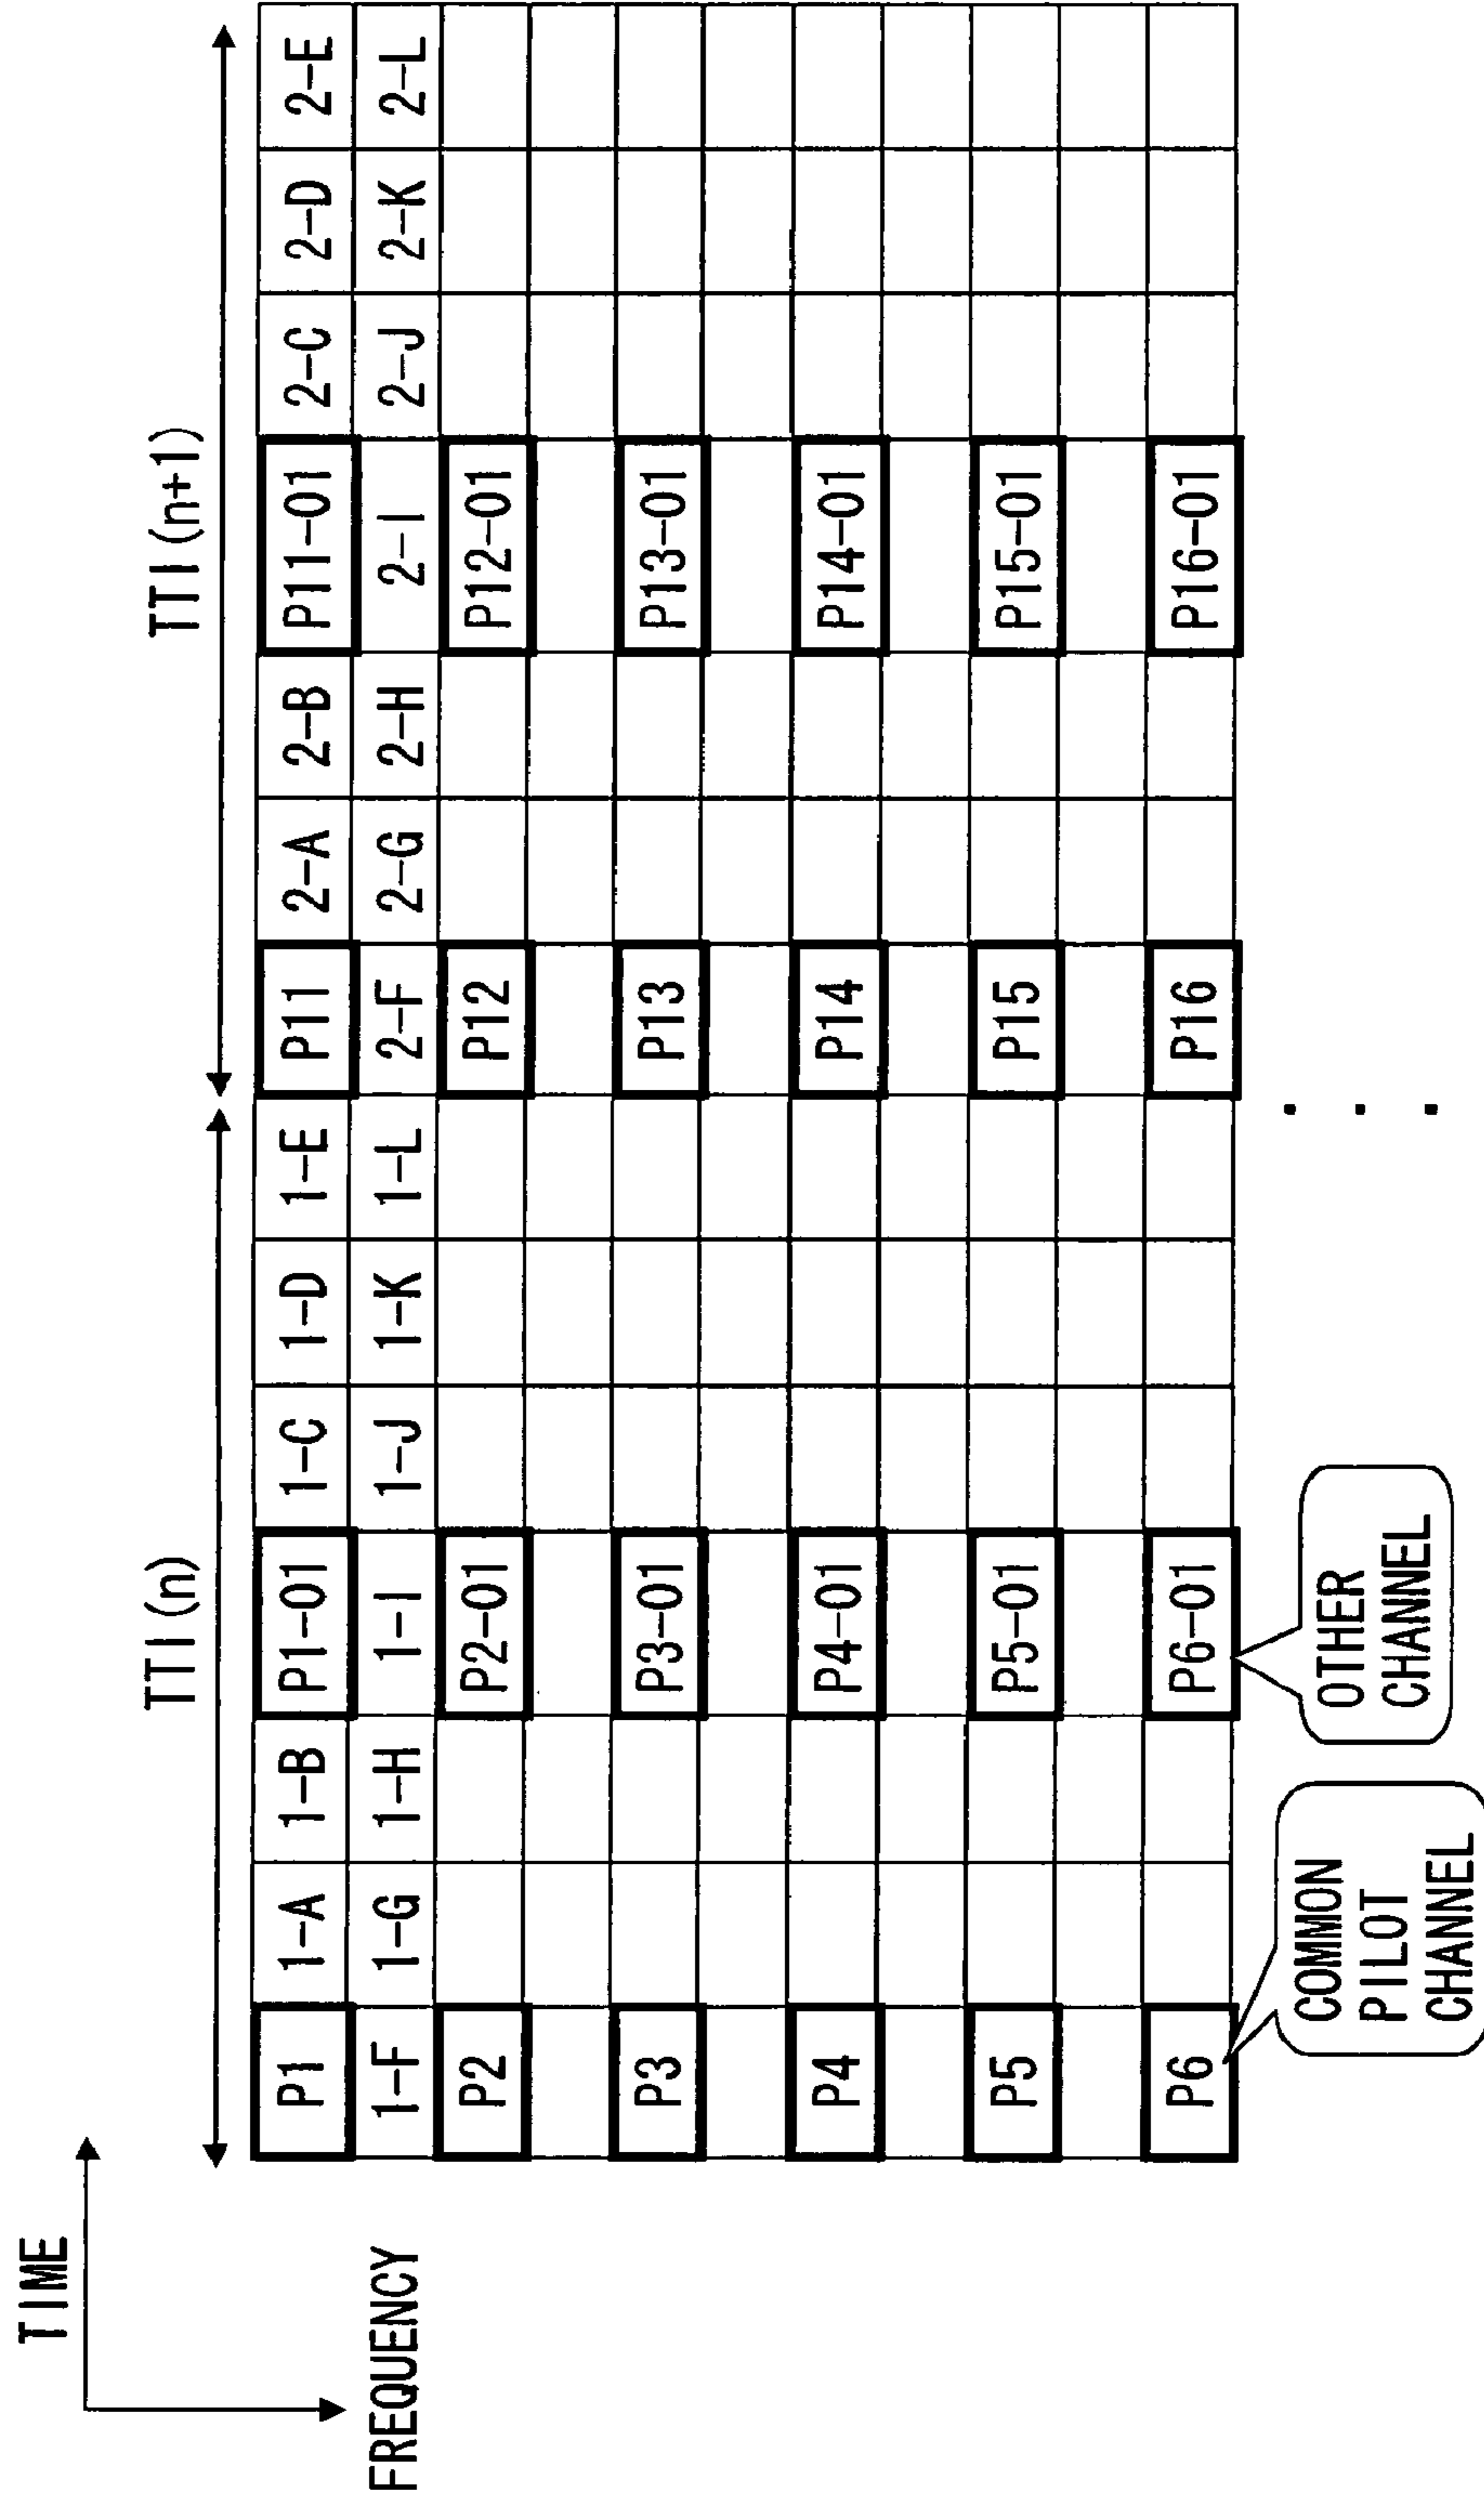 TIME
FREQUENCY
TTI(n)
TTI(n+1)
P1 1-A 1-B P1-01 1-C 1-D 1-E P11 2-A 2-B P11-01 2-C 2-D 2-E
1-F 1-G 1-H 1-I 1-J 1-K 1-L 2-F 2-G 2-H 2-I 2-J 2-K 2-L
P2 P2-01 P12 P12-01
P3 P3-01 P13 P13-01
P4 P4-01 P14 P14-01
P5 P5-01 P15 P15-01
P6 P6-01 P16 P16-01
COMMON
PILOT
CHANNEL
OTHER
CHANNEL
. . .